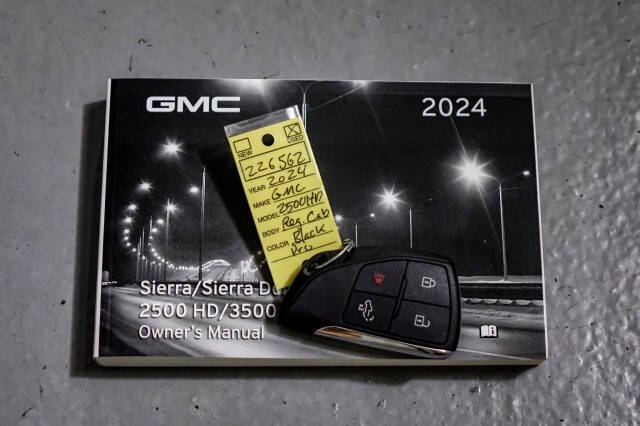 GMC
2024
NEW
USED
226562
YEAR 2024
MAKE GMC
MODEL 2500HD
BODY Reg. Cab
COLOR Black
Pro
Sierra/Sierra De
2500 HD/3500
Owner's Manual